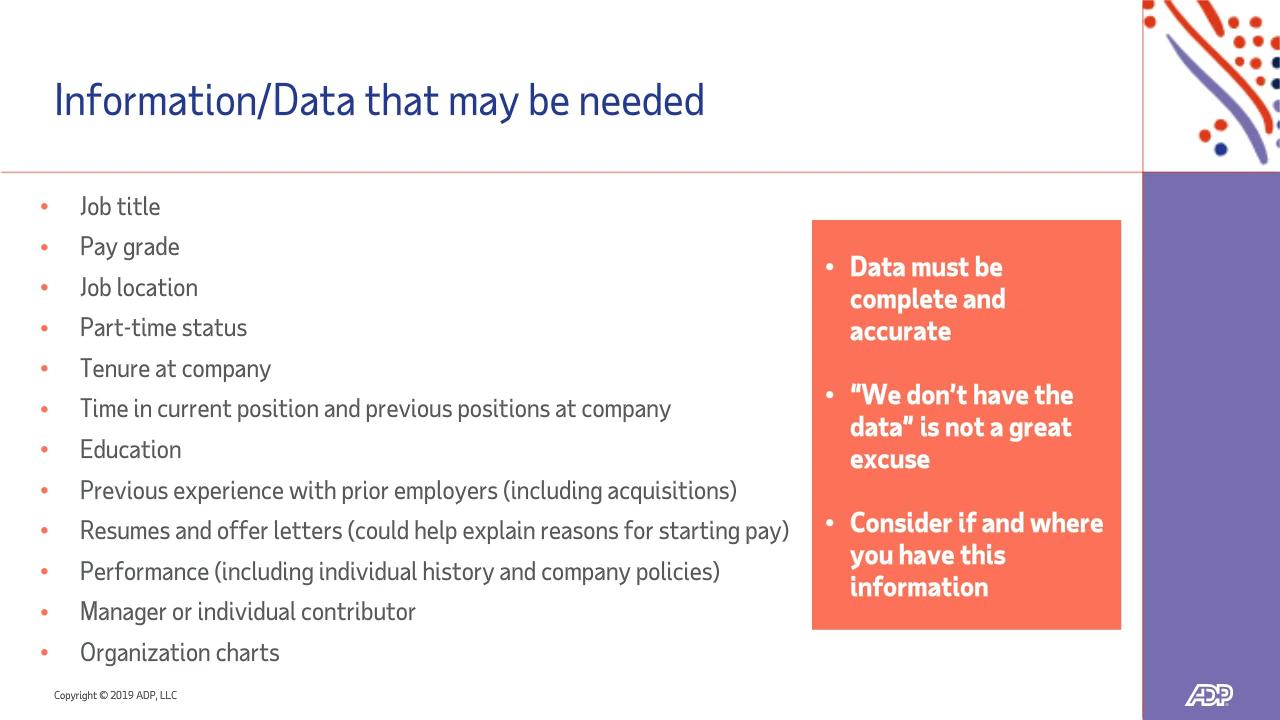 Information/Data that may be needed
• Job title
• Pay grade
• Job location
• Part-time status
• Tenure at company
• Time in current position and previous positions at company
• Education
• Previous experience with prior employers (including acquisitions)
• Resumes and offer letters (could help explain reasons for starting pay)
• Performance (including individual history and company policies)
• Manager or individual contributor
• Organization charts
• Data must be
complete and
accurate
• "We don't have the
data" is not a great
excuse
• Consider if and where
you have this
information
Copyright © 2019 ADP, LLC
ADP